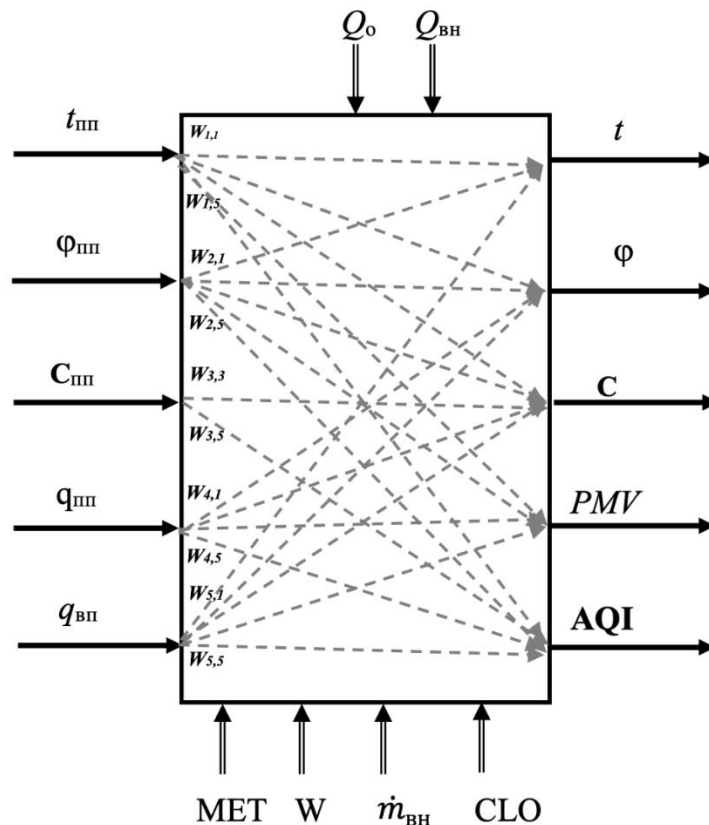 Qо Qвн
tпп W1,1 t
W1,5
φпп W2,1 φ
W2,5
Cпп W3,3 C
W3,5
qпп W4,1 PMV
W4,5
W5,1
qвп AQI
W5,5
MET W ṁвн CLO